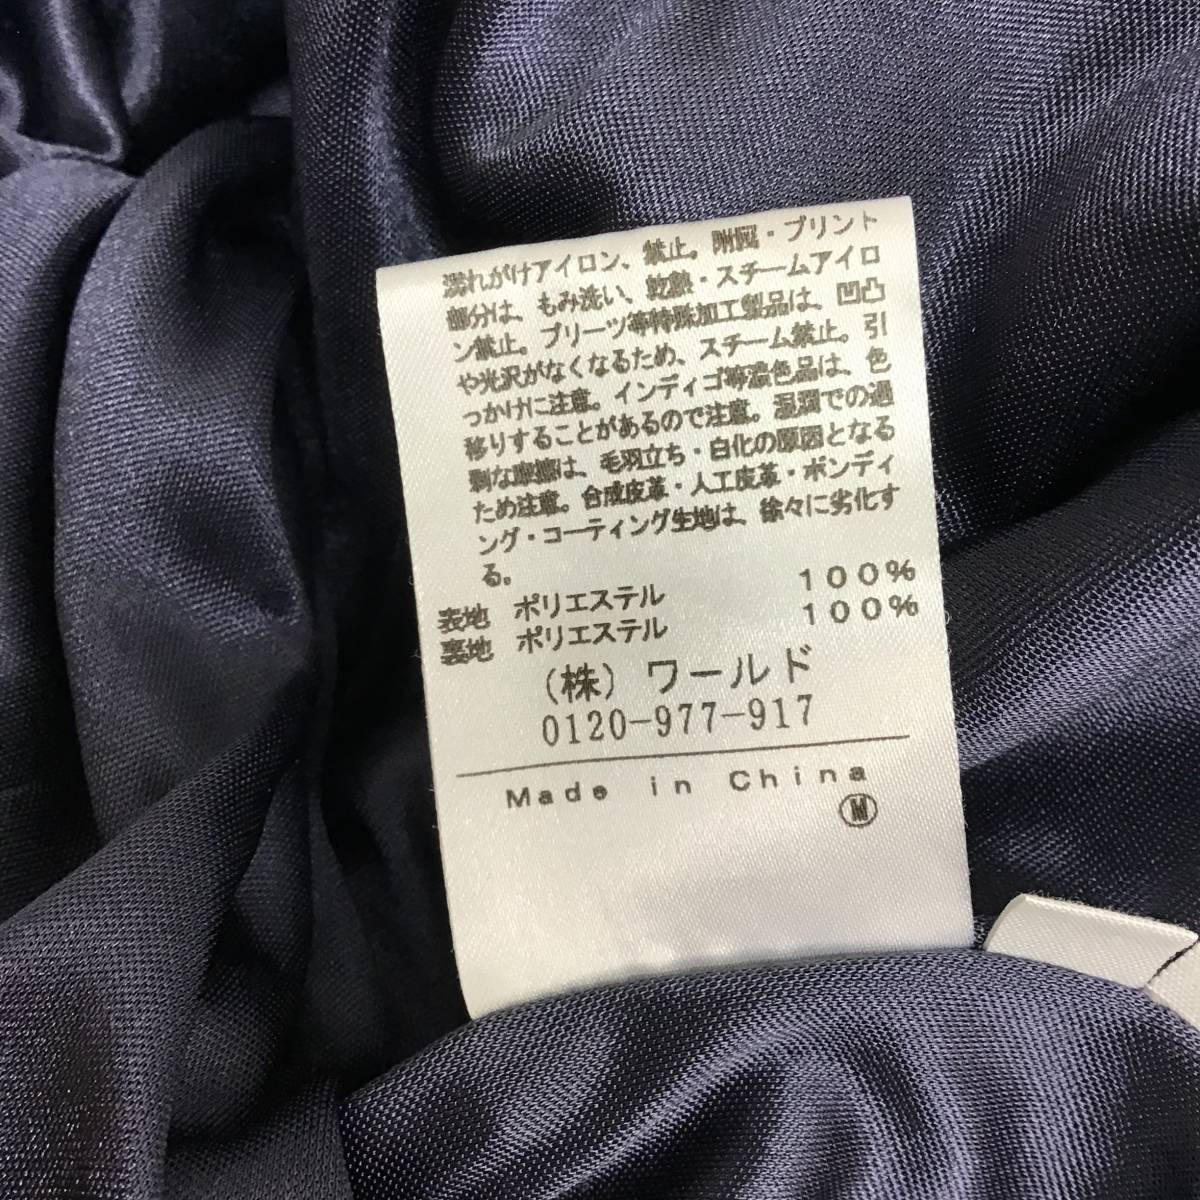 濡れがけアイロン、禁止。附図・プリント
部分は、もみ洗い、乾熱・スチームアイロ
ン禁止。プリーツ等特殊加工製品は、凹凸
や光沢がなくなるため、スチーム禁止。引
っかけに注意。インディゴ等濃色品は、色
移りすることがあるので注意。湿潤での過
剰な摩擦は、毛羽立ち・白化の原因となる
ため注意。合成皮革・人工皮革・ボンディ
ング・コーティング生地は、徐々に劣化す
る。
表地 ポリエステル 100%
裏地 ポリエステル 100%
(株)ワールド
0120-977-917
Made in China
Ⓜ